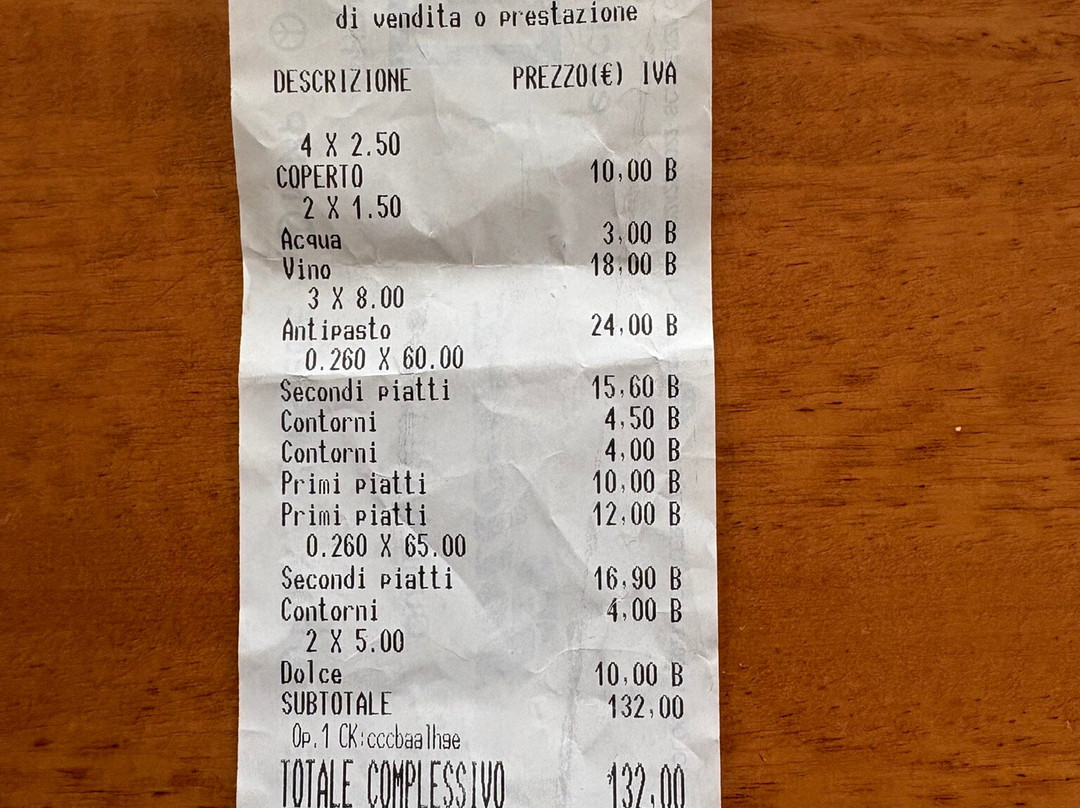 di vendita o prestazione
DESCRIZIONE PREZZO(€) IVA
4 X 2.50
COPERTO 10,00 B
2 X 1.50
Acqua 3,00 B
Vino 18,00 B
3 X 8.00
Antipasto 24,00 B
0.260 X 60.00
Secondi piatti 15,60 B
Contorni 4,50 B
Contorni 4,00 B
Primi piatti 10,00 B
Primi piatti 12,00 B
0.260 X 65.00
Secondi piatti 16,90 B
Contorni 4,00 B
2 X 5.00
Dolce 10,00 B
SUBTOTALE 132,00
Op.1 CK:cccbaalhge
TOTALE COMPLESSIVO 132,00